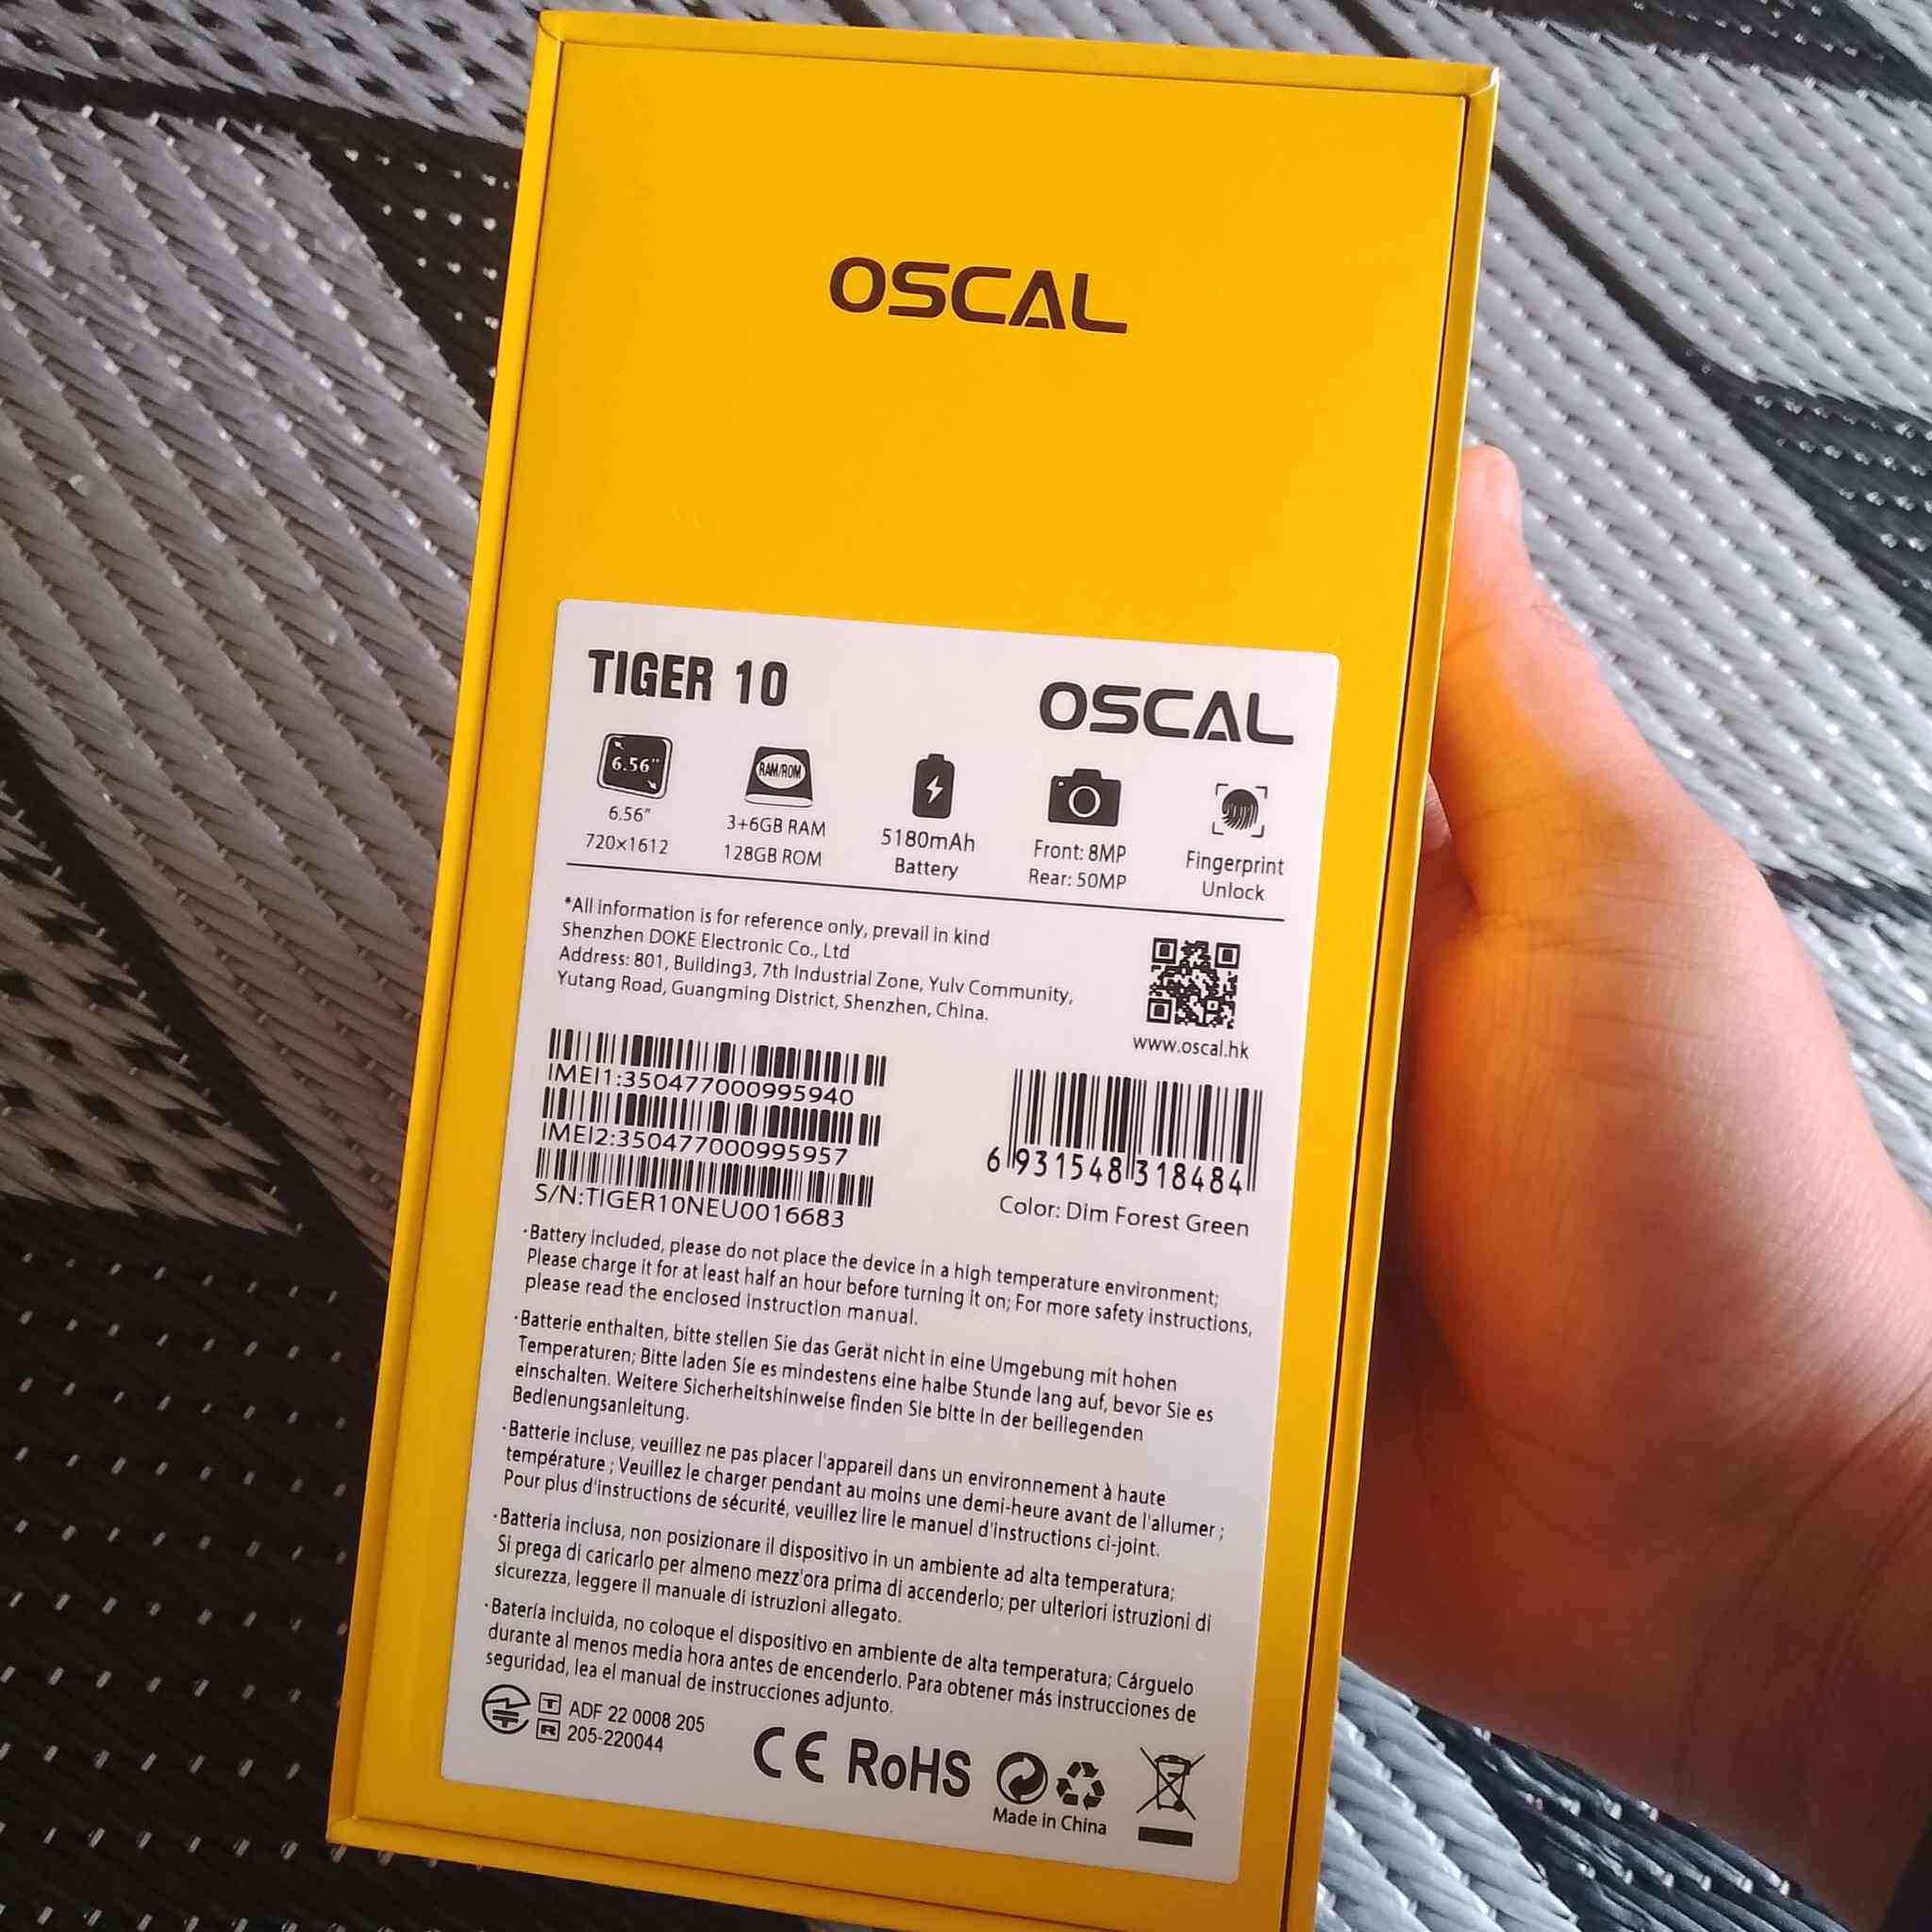 OSCAL
TIGER 10
OSCAL
6.56"
RAM/ROM
6.56"
720×1612
3+6GB RAM
128GB ROM
5180mAh
Battery
Front: 8MP
Rear: 50MP
Fingerprint
Unlock
*All information is for reference only, prevail in kind
Shenzhen DOKE Electronic Co., Ltd
Address: 801, Building3, 7th Industrial Zone, Yulv Community,
Yutang Road, Guangming District, Shenzhen, China.
www.oscal.hk
IMEI1:350477000995940
IMEI2:350477000995957
S/N:TIGER10NEU0016683
6 931548 318484
Color: Dim Forest Green
·Battery included, please do not place the device in a high temperature environment;
Please charge it for at least half an hour before turning it on; For more safety instructions,
please read the enclosed instruction manual.
·Batterie enthalten, bitte stellen Sie das Gerät nicht in eine Umgebung mit hohen
Temperaturen; Bitte laden Sie es mindestens eine halbe Stunde lang auf, bevor Sie es
einschalten. Weitere Sicherheitshinweise finden Sie bitte in der beiliegenden
Bedienungsanleitung.
·Batterie incluse, veuillez ne pas placer l'appareil dans un environnement à haute
température ; Veuillez le charger pendant au moins une demi-heure avant de l'allumer ;
Pour plus d'instructions de sécurité, veuillez lire le manuel d'instructions ci-joint.
·Batteria inclusa, non posizionare il dispositivo in un ambiente ad alta temperatura;
Si prega di caricarlo per almeno mezz'ora prima di accenderlo; per ulteriori istruzioni di
sicurezza, leggere il manuale di istruzioni allegato.
·Batería incluida, no coloque el dispositivo en ambiente de alta temperatura; Cárguelo
durante al menos media hora antes de encenderlo. Para obtener más instrucciones de
seguridad, lea el manual de instrucciones adjunto.
T ADF 22 0008 205
R 205-220044
CE RoHS
Made in China